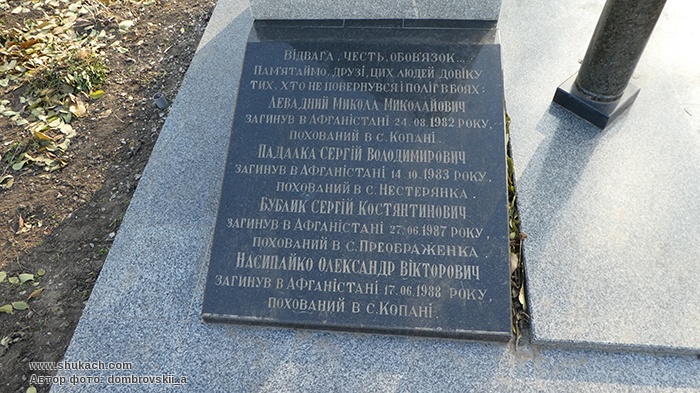 Відвага, честь, обов'язок...
Пам'ятаймо, друзі, цих людей довіку
тих, хто не повернувся і поліг в боях:
Левадний Микола Миколайович
загинув в Афганістані 24.08.1982 року,
похований в с. Копані.
Падалка Сергій Володимирович
загинув в Афганістані 14.10.1983 року,
похований в с. Нестерянка.
Бублик Сергій Костянтинович
загинув в Афганістані 27.06.1987 року,
похований в с. Преображенка.
Насипайко Олександр Вікторович
загинув в Афганістані 17.06.1988 року,
похований в с. Копані.
www.shukach.com
Автор фото: dombrovskii_a